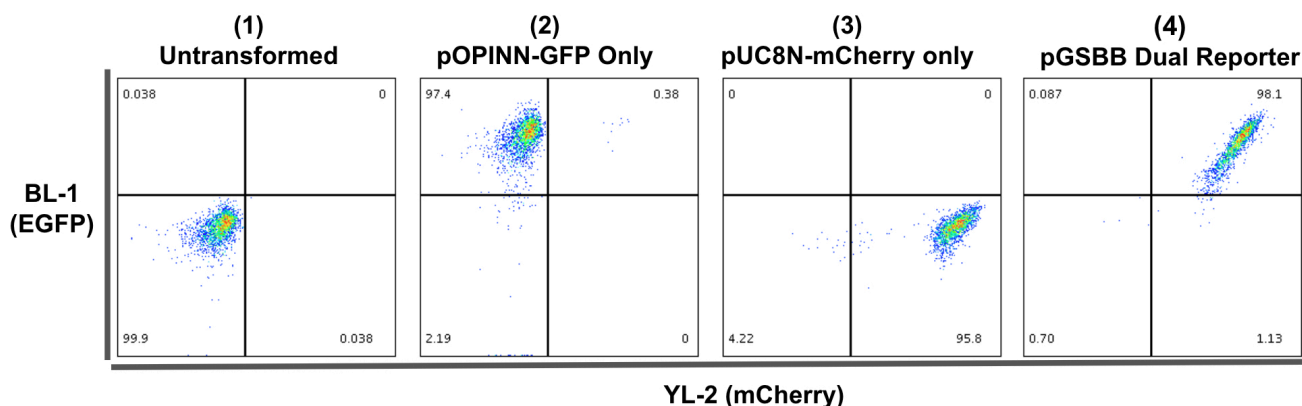 (1)
Untransformed
(2)
pOPINN-GFP Only
(3)
pUC8N-mCherry only
(4)
pGSBB Dual Reporter
BL-1
(EGFP)
0.038
0
99.9
0.038
97.4
0.38
2.19
0
0
0
4.22
95.8
0.087
98.1
0.70
1.13
YL-2 (mCherry)